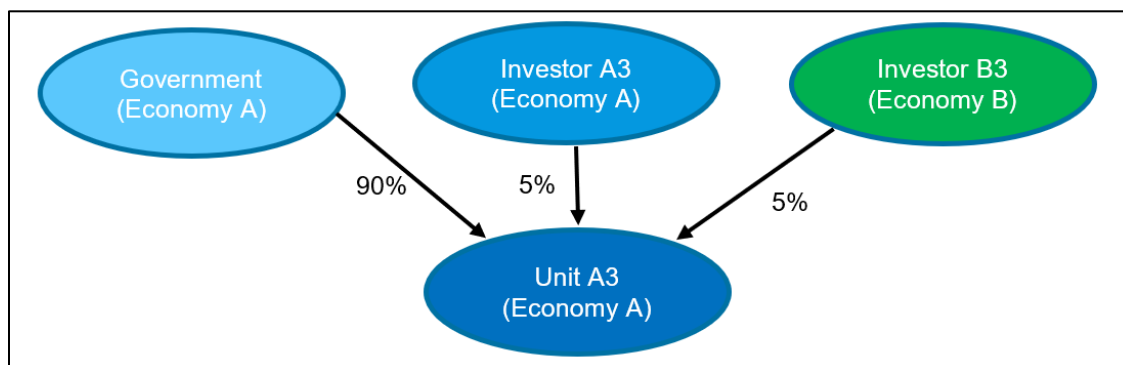 Government
(Economy A)
Investor A3
(Economy A)
Investor B3
(Economy B)
90%
5%
5%
Unit A3
(Economy A)